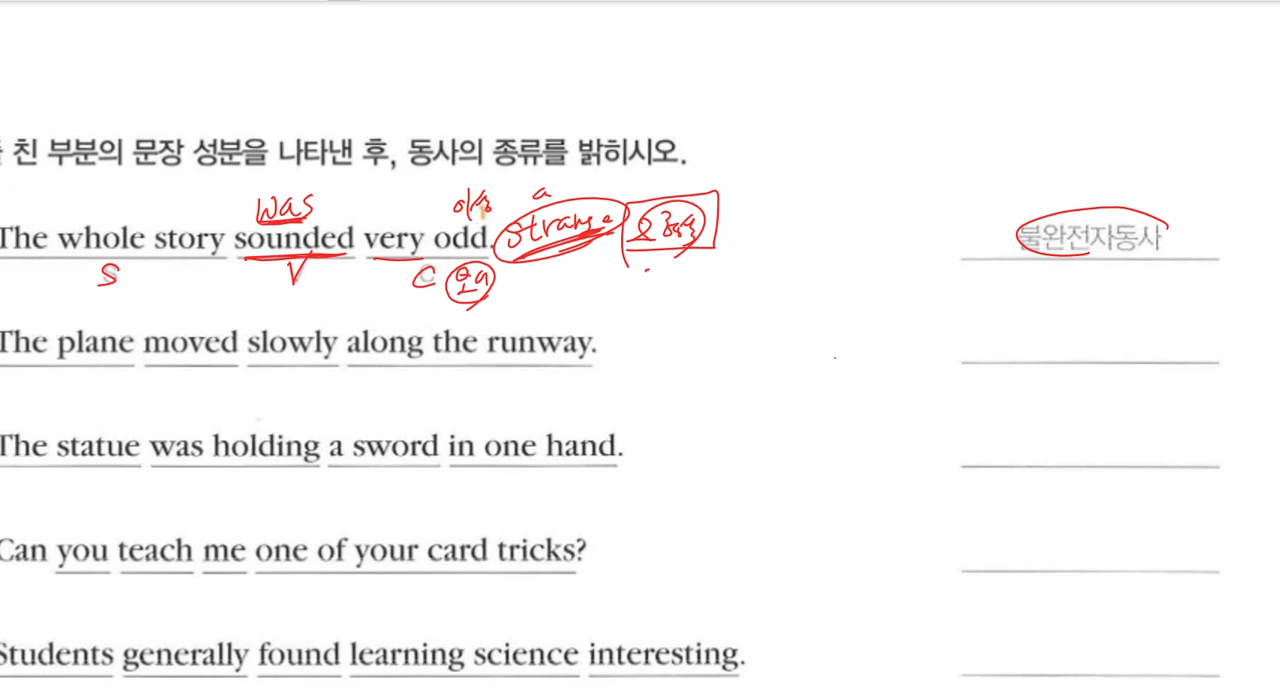 친 부분의 문장 성분을 나타낸 후, 동사의 종류를 밝히시오.
was
a
The whole story sounded very odd. strange 불완전자동사
S V C
The plane moved slowly along the runway.
The statue was holding a sword in one hand.
Can you teach me one of your card tricks?
Students generally found learning science interesting.